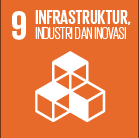 9 INFRASTRUKTUR,
INDUSTRI DAN INOVASI